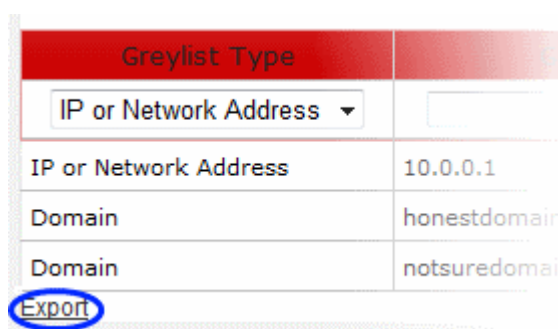 Greylist Type
IP or Network Address
IP or Network Address 10.0.0.1
Domain
Domain
Export